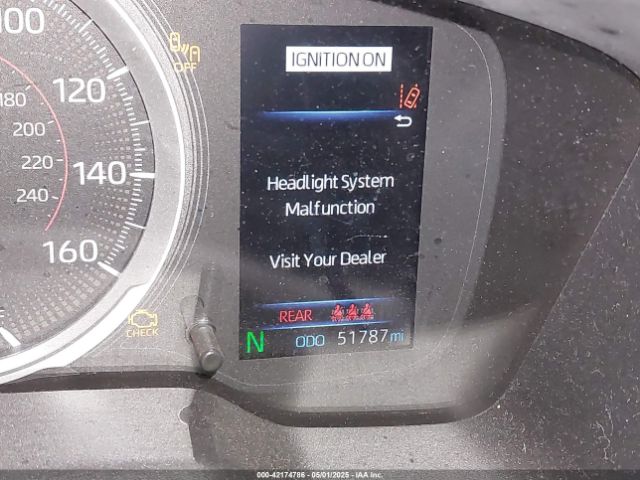 100
120
140
160
180
200
220
240
OFF
CHECK
IGNITION ON
Headlight System
Malfunction
Visit Your Dealer
REAR
N ODO 51787 mi
000-42174786 - 05/01/2025 - IAA Inc.